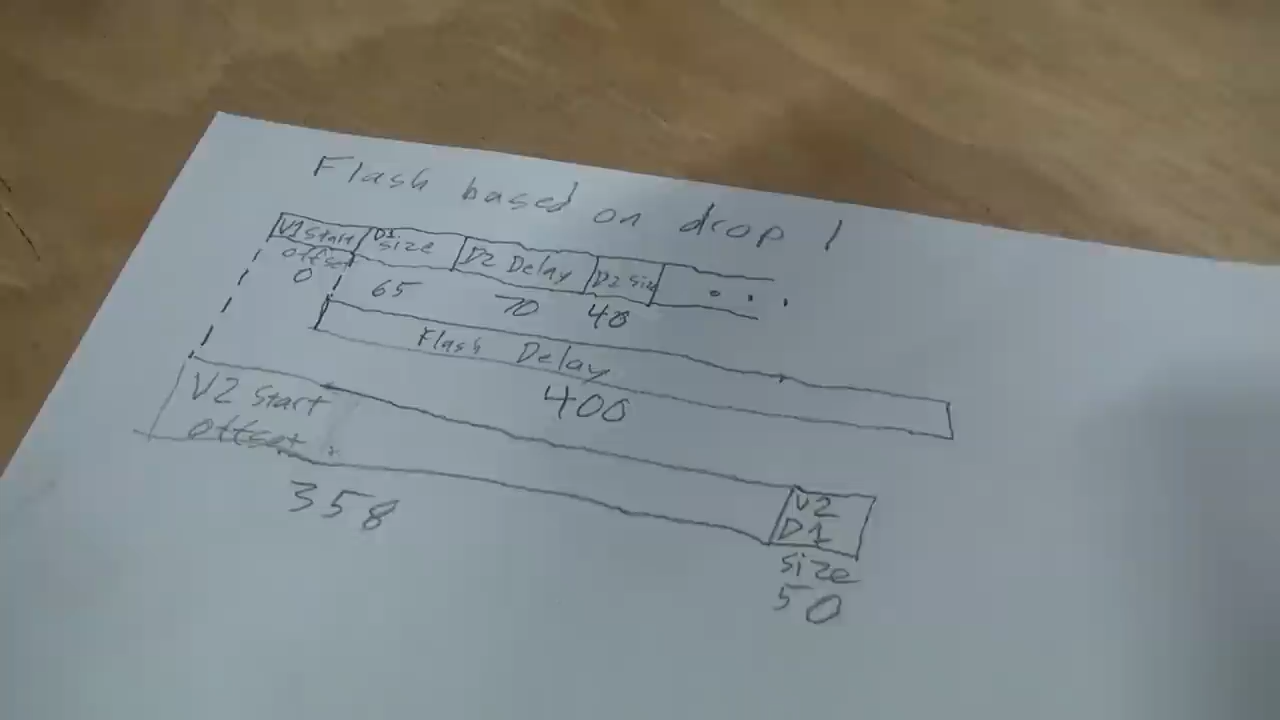 Flash based on drop 1
V1 start D1 size D2 Delay D2 size ...
offset
0 65 70 40
Flash Delay
400
V2 start
offset
358
V2
D1
size
50